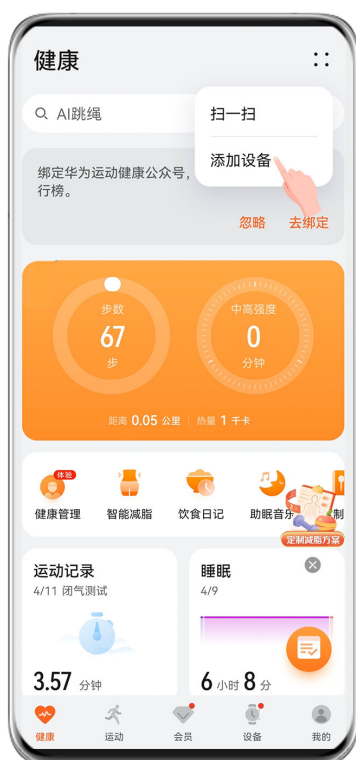 健康
AI跳绳
扫一扫
添加设备
绑定华为运动健康公众号，
行榜。
忽略
去绑定
步数
67
步
中高强度
0
分钟
距离 0.05 公里 | 热量 1 千卡
体验
健康管理
智能减脂
饮食日记
助眠音乐
制
定制减脂方案
运动记录
4/11 闭气测试
3.57 分钟
睡眠
4/9
6 小时 8 分
健康
运动
会员
设备
我的